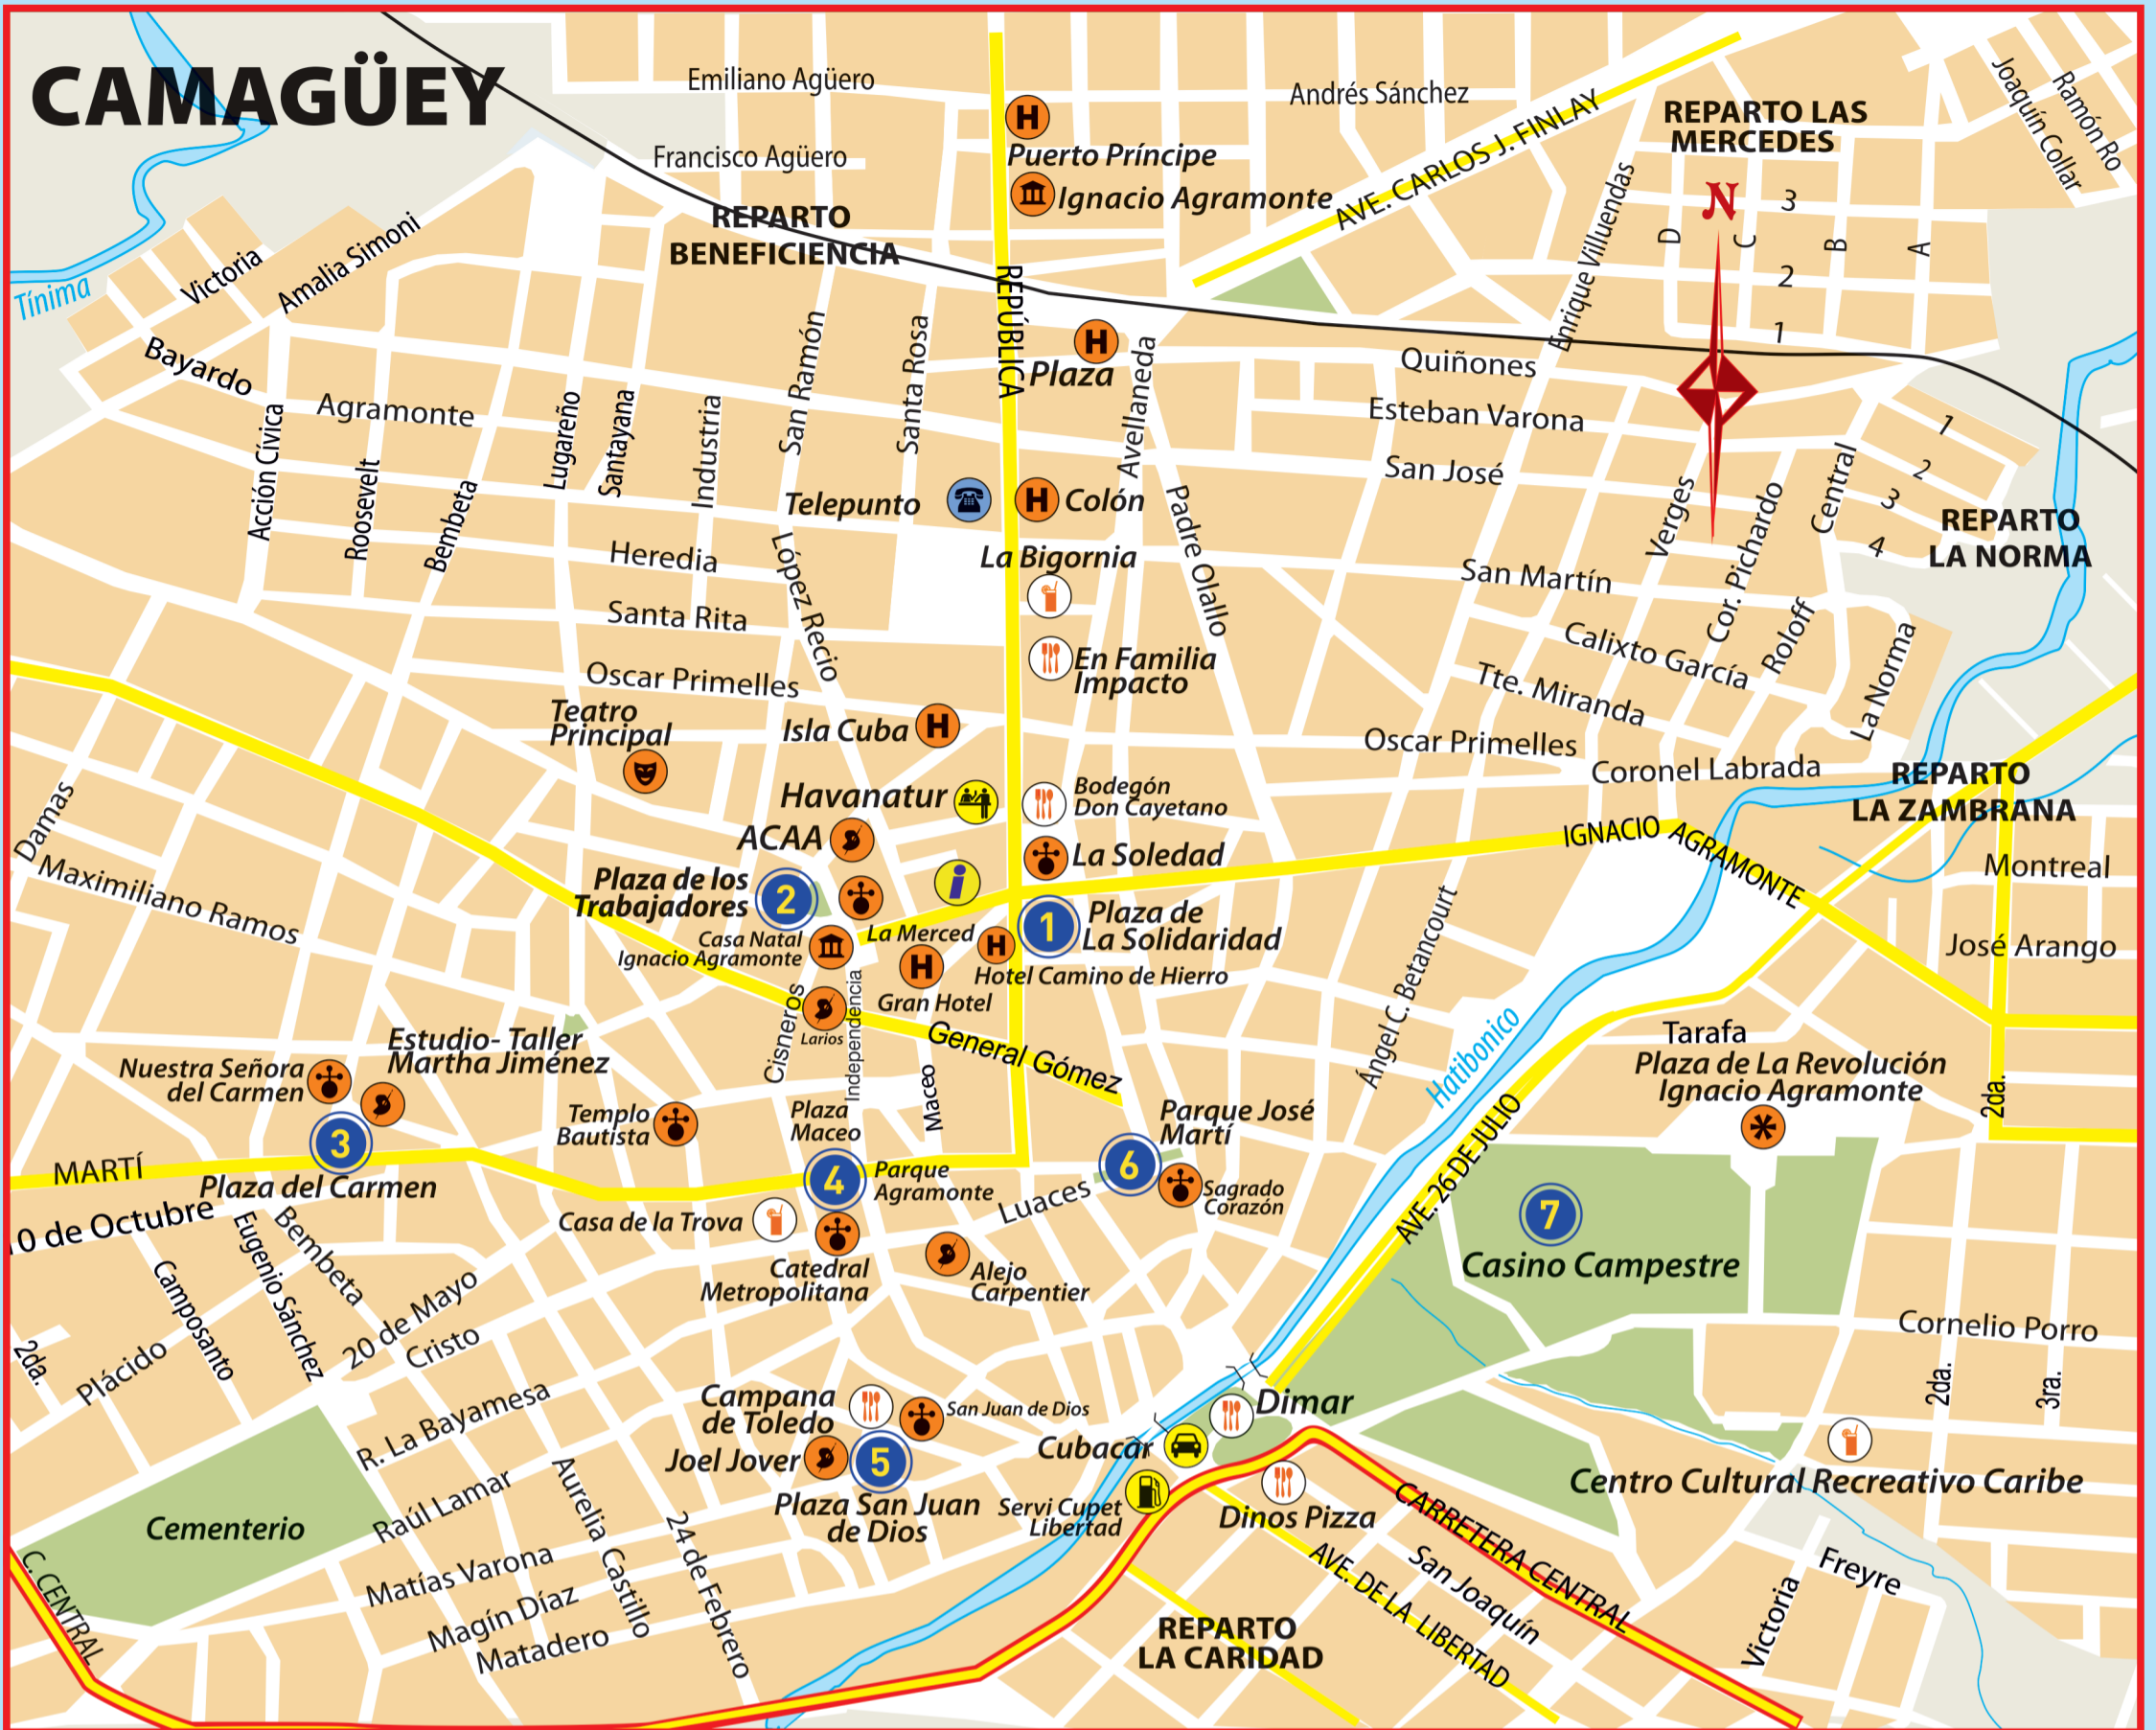 CAMAGÜEY
Emiliano Agüero
Andrés Sánchez
REPARTO LAS
MERCEDES
Joaquín Collar
Ramón Ro
H
Puerto Príncipe
Francisco Agüero
Ignacio Agramonte
AVE. CARLOS J. FINLAY
N
3
REPARTO
BENEFICIENCIA
Enrique Villuendas
D
C
B
A
2
1
Victoria
Amalia Simoni
Tínima
REPÚBLICA
H
Plaza
Avellaneda
Quiñones
Bayardo
San Ramón
Santa Rosa
Agramonte
Acción Cívica
Roosevelt
Bembeta
Lugareño
Santayana
Industria
Esteban Varona
San José
1
2
3
4
Central
Verges
Cor. Pichardo
REPARTO
LA NORMA
Telepunto
H
Colón
Padre Olallo
La Bigornia
Heredia
López Recio
San Martín
Santa Rita
Calixto García
Roloff
La Norma
En Familia
Impacto
Oscar Primelles
Tte. Miranda
Teatro
Principal
Isla Cuba
H
Oscar Primelles
Coronel Labrada
REPARTO
LA ZAMBRANA
Havanatur
Bodegón
Don Cayetano
Damas
ACAA
La Soledad
IGNACIO AGRAMONTE
Montreal
Maximiliano Ramos
Plaza de los
Trabajadores
2
i
1
Plaza de
La Solidaridad
Casa Natal
Ignacio Agramonte
La Merced
H
H
Hotel Camino de Hierro
Gran Hotel
José Arango
Ángel C. Betancourt
Cisneros
Larios
Independencia
General Gómez
Hatibonico
Tarafa
Plaza de La Revolución
Ignacio Agramonte
2da.
Estudio- Taller
Martha Jiménez
Nuestra Señora
del Carmen
Maceo
Templo
Bautista
Plaza
Maceo
Parque José
Martí
AVE. 26 DE JULIO
3
MARTÍ
Plaza del Carmen
4
Parque
Agramonte
6
Sagrado
Corazón
Luaces
7
Casino Campestre
10 de Octubre
Casa de la Trova
Catedral
Metropolitana
Alejo
Carpentier
Bembeta
Eugenio Sánchez
Camposanto
20 de Mayo
Cristo
2da.
Plácido
Cornelio Porro
2da.
3ra.
Campana
de Toledo
San Juan de Dios
Joel Jover
5
Plaza San Juan
de Dios
Dimar
Cubacar
Servi Cupet
Libertad
Dinos Pizza
Centro Cultural Recreativo Caribe
R. La Bayamesa
Raúl Lamar
Cementerio
Aurelia Castillo
24 de Febrero
Matías Varona
Magín Díaz
Matadero
C. CENTRAL
CARRETERA CENTRAL
San Joaquín
AVE. DE LA LIBERTAD
REPARTO
LA CARIDAD
Victoria
Freyre